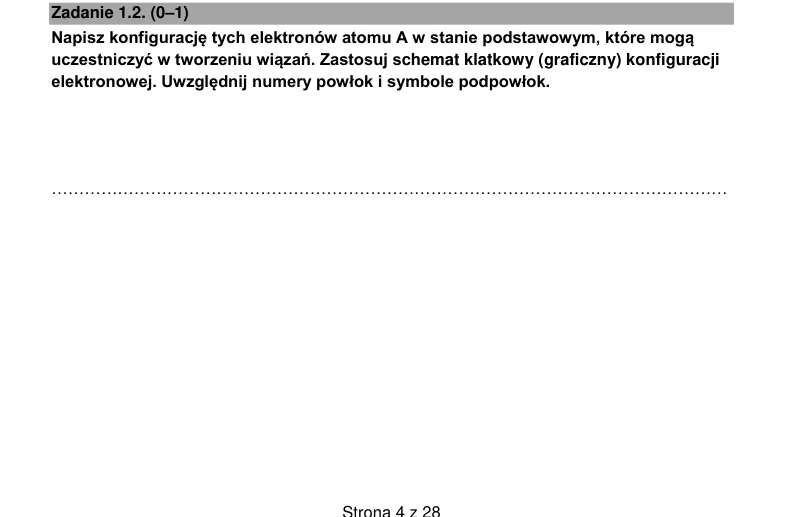 Zadanie 1.2. (0–1)
Napisz konfigurację tych elektronów atomu A w stanie podstawowym, które mogą
uczestniczyć w tworzeniu wiązań. Zastosuj schemat klatkowy (graficzny) konfiguracji
elektronowej. Uwzględnij numery powłok i symbole podpowłok.
...........................................................................................................................
Strona 4 z 28